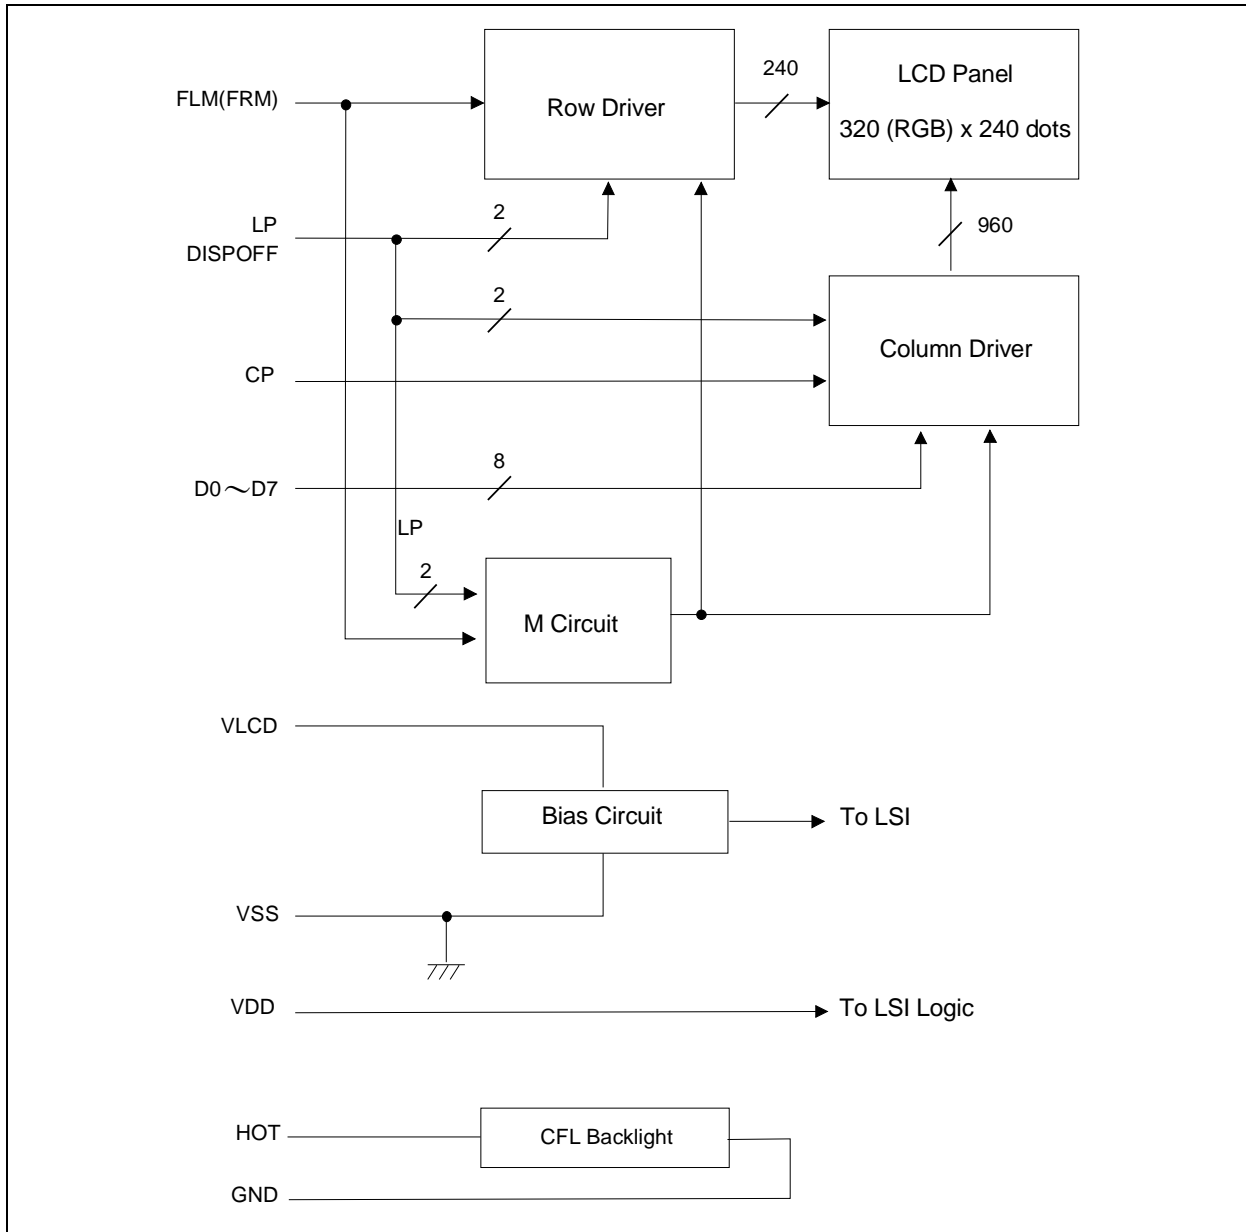 FLM(FRM)
Row Driver
240
LCD Panel
320 (RGB) x 240 dots
LP
DISPOFF
2
960
2
Column Driver
CP
D0～D7
8
LP
2
M Circuit
VLCD
Bias Circuit
To LSI
VSS
VDD
To LSI Logic
HOT
CFL Backlight
GND